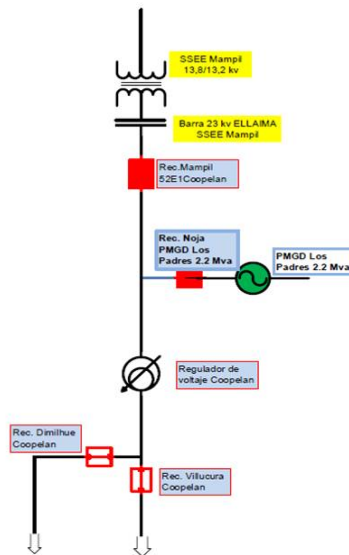 SSEE Mampil
13,8/13,2 kv
Barra 23 kv ELLAIMA
SSEE Mampil
Rec.Mampil
52E1Coopelan
Rec. Noja
PMGD Los
Padres 2.2 Mva
PMGD Los
Padres 2.2 Mva
Regulador de
voltaje Coopelan
Rec. Dimilhue
Coopelan
Rec. Villucura
Coopelan